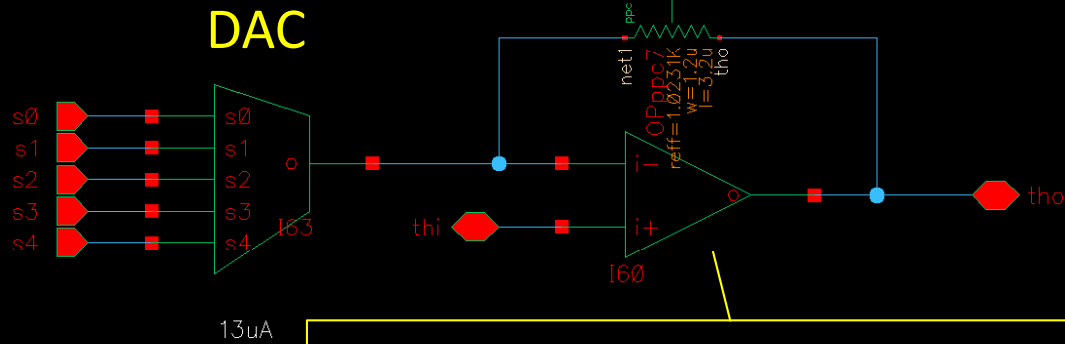 DAC
ppc
net1
OPppc7
reff=1.0231K
w=1.2u
l=3.2u
tho
s0
s1
s2
s3
s4
s0
s1
s2
s3
s4
o
I63
i-
i+
o
I60
thi
tho
13uA